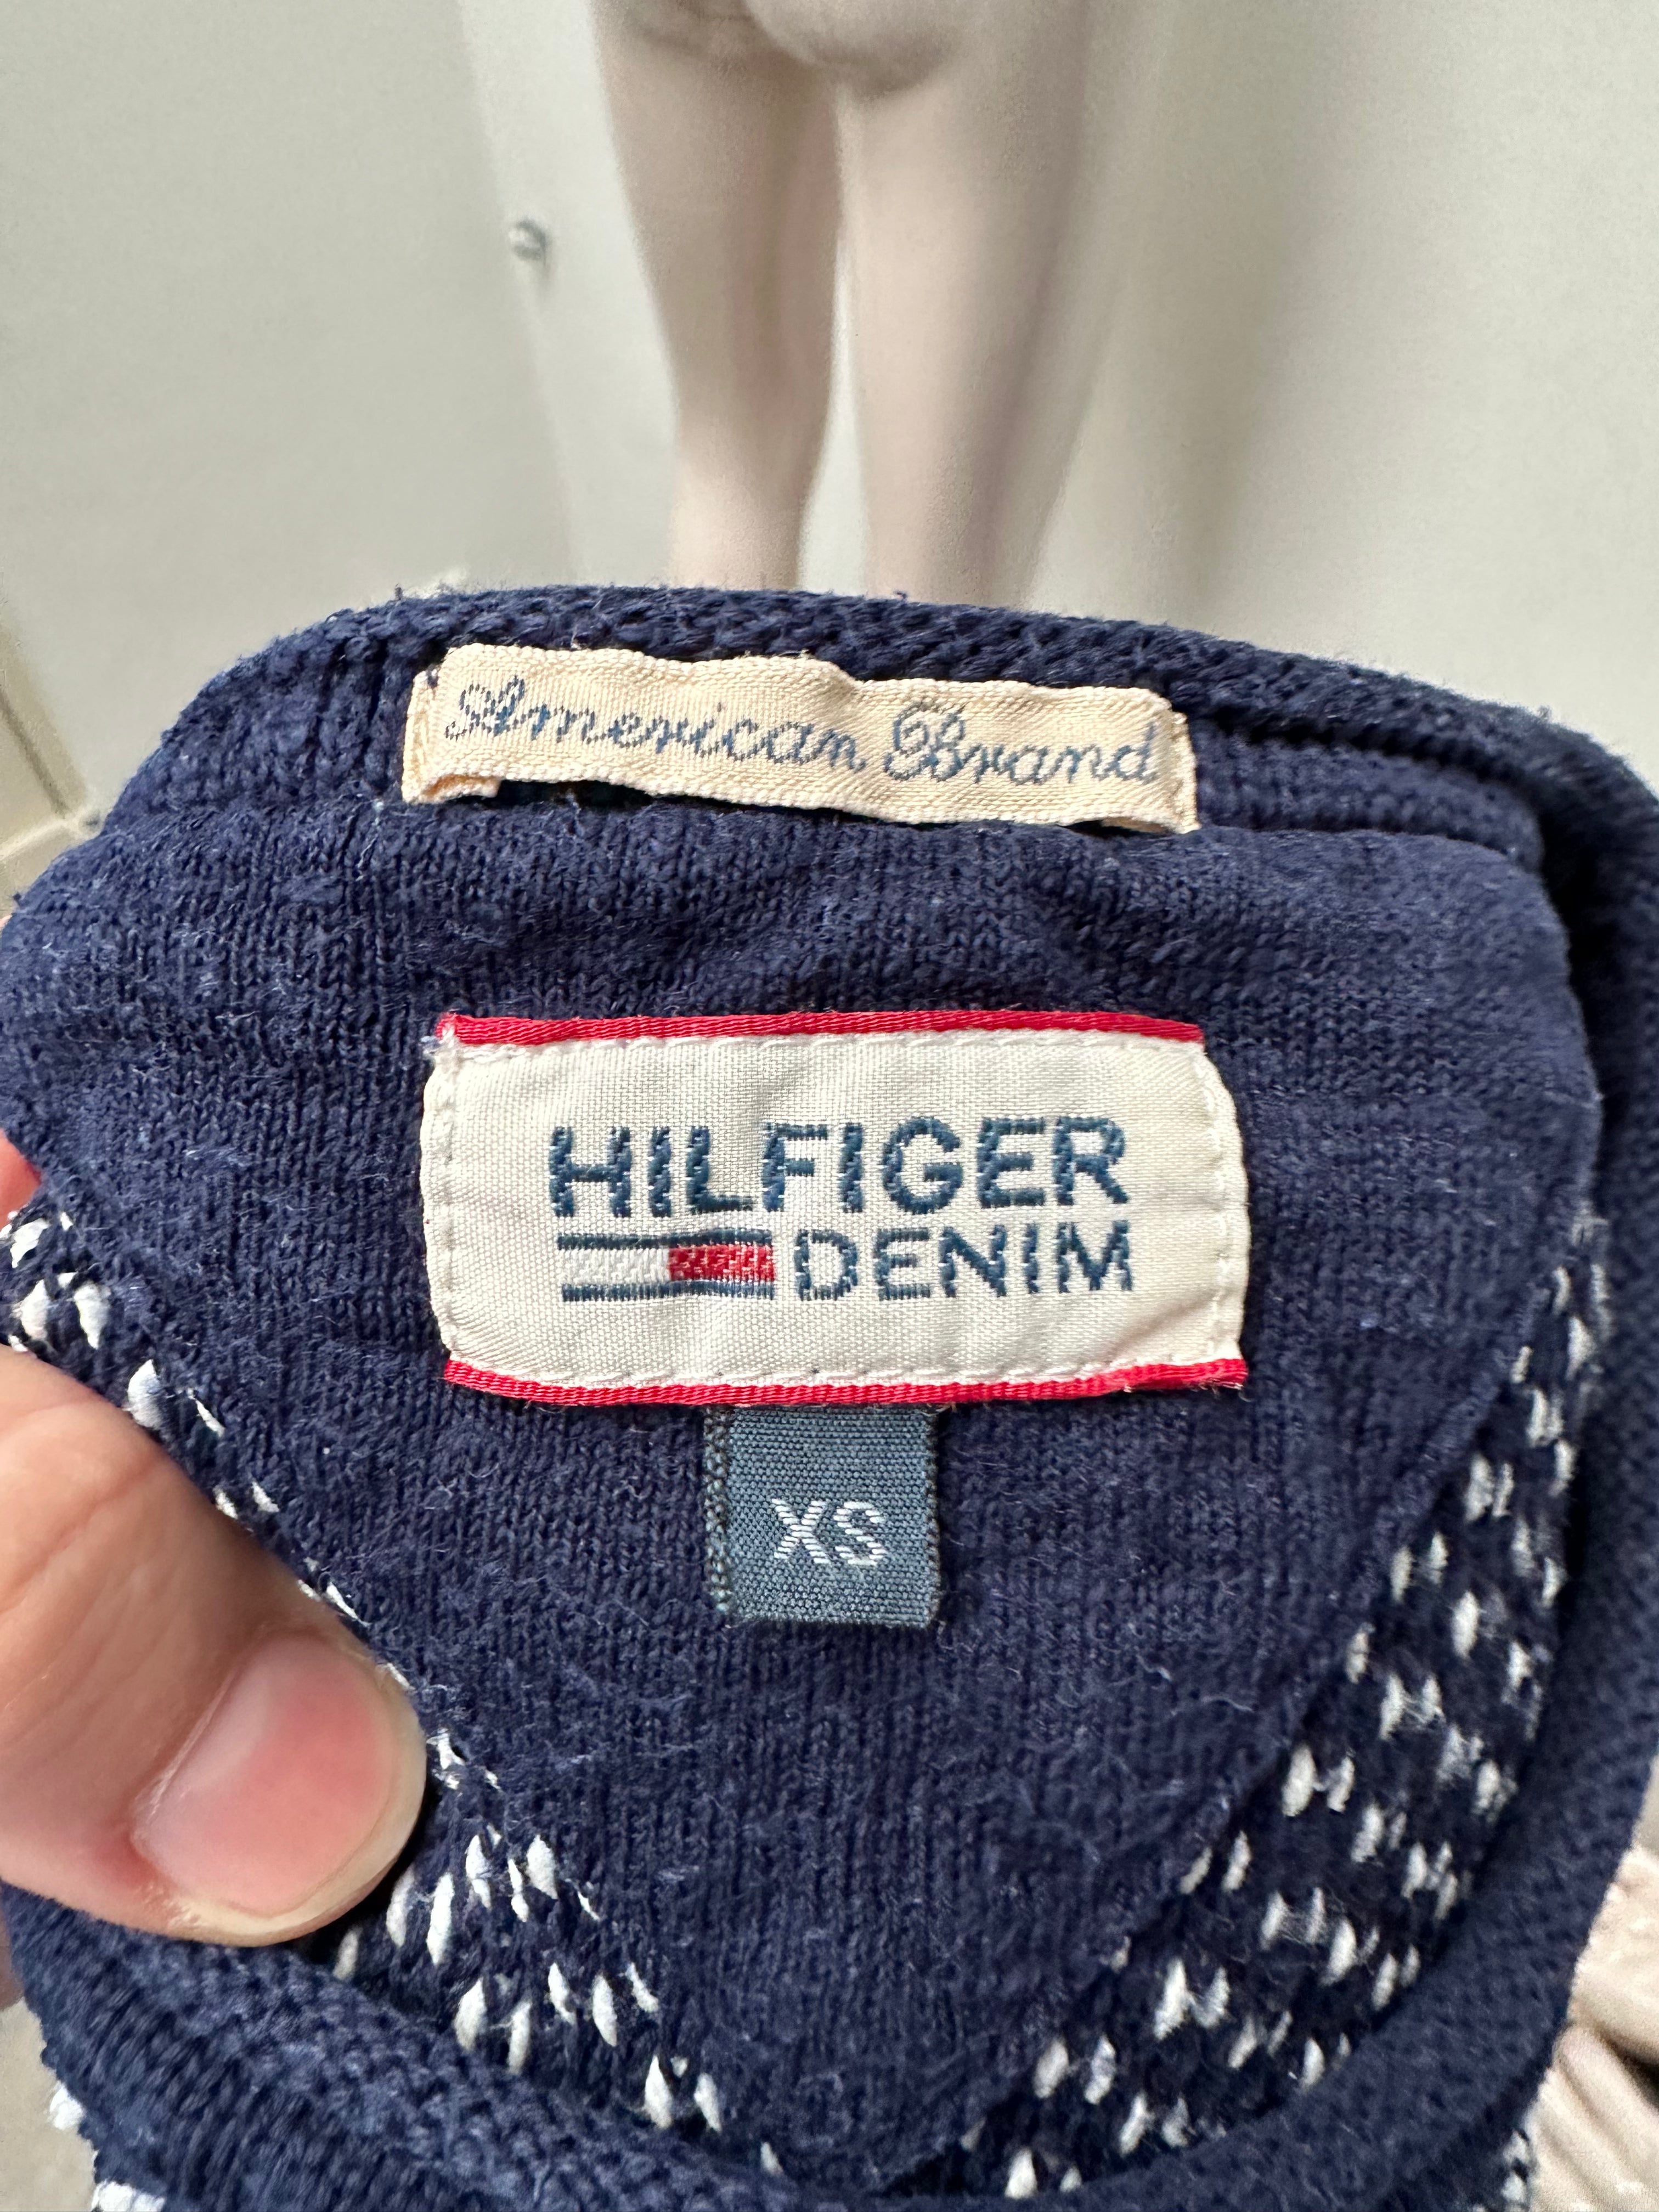 American Brand
HILFIGER
DENIM
XS